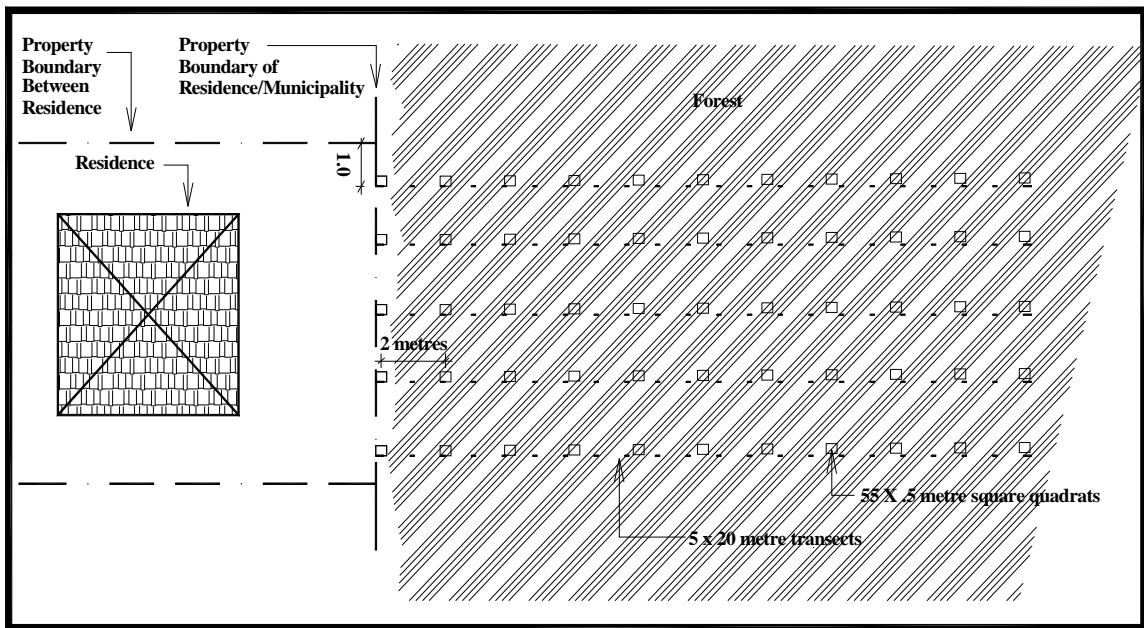 Property
Boundary
Between
Residence
Property
Boundary of
Residence/Municipality
Forest
Residence
1.0
2 metres
55 X .5 metre square quadrats
5 x 20 metre transects